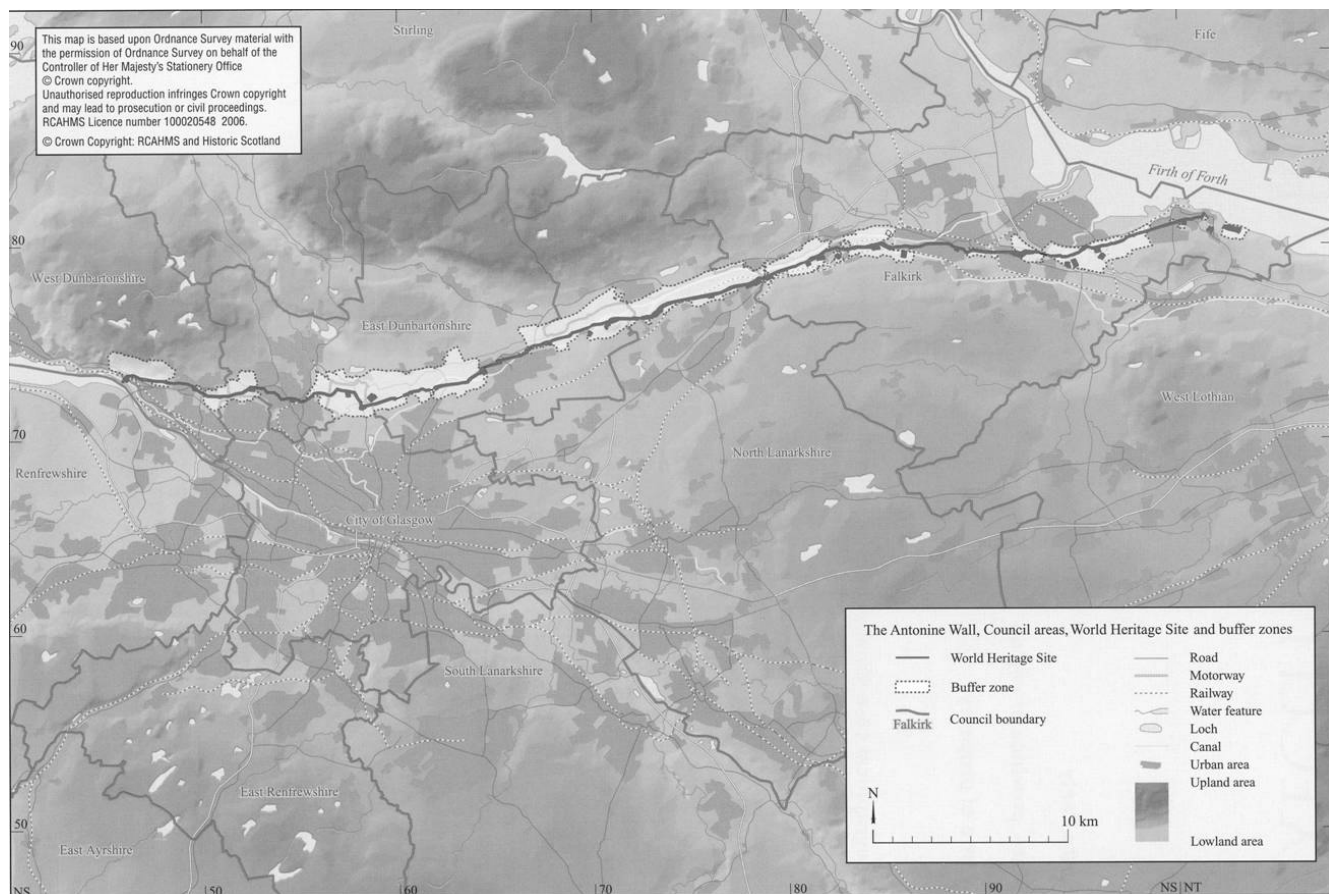 This map is based upon Ordnance Survey material with
the permission of Ordnance Survey on behalf of the
Controller of Her Majesty's Stationery Office
© Crown copyright.
Unauthorised reproduction infringes Crown copyright
and may lead to prosecution or civil proceedings.
RCAHMS Licence number 100020548 2006.
© Crown Copyright: RCAHMS and Historic Scotland
Stirling
Fife
90
Firth of Forth
80
West Dunbartonshire
Falkirk
East Dunbartonshire
West Lothian
70
Renfrewshire
North Lanarkshire
City of Glasgow
60
South Lanarkshire
East Renfrewshire
50
East Ayrshire
The Antonine Wall, Council areas, World Heritage Site and buffer zones
World Heritage Site
Buffer zone
Falkirk Council boundary
Road
Motorway
Railway
Water feature
Loch
Canal
Urban area
Upland area
Lowland area
N
10 km
NS
50
60
70
80
90
NS NT